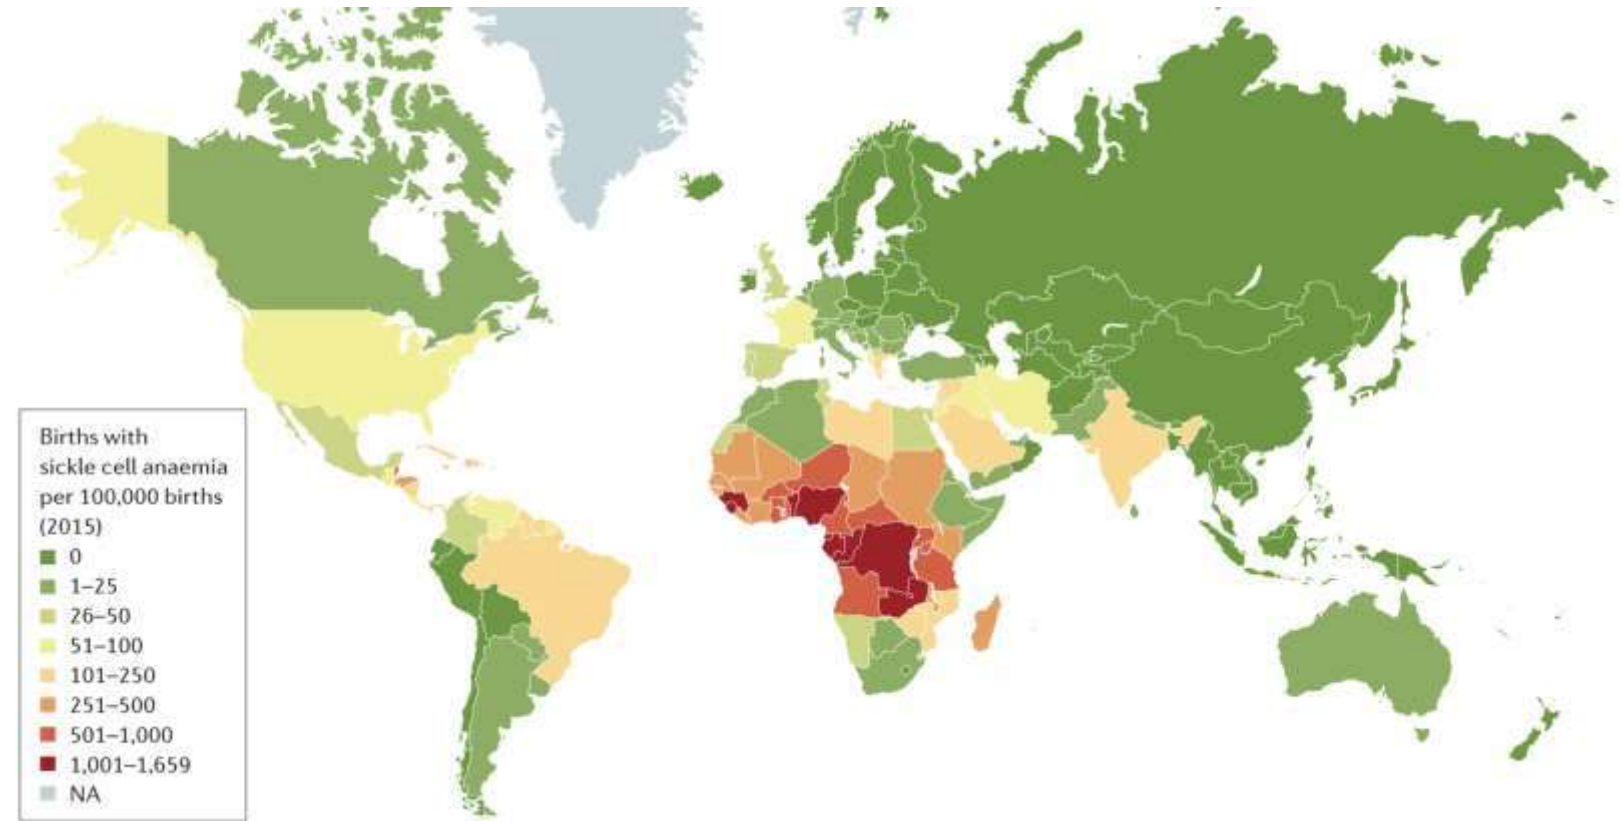 Births with
sickle cell anaemia
per 100,000 births
(2015)
0
1–25
26–50
51–100
101–250
251–500
501–1,000
1,001–1,659
NA